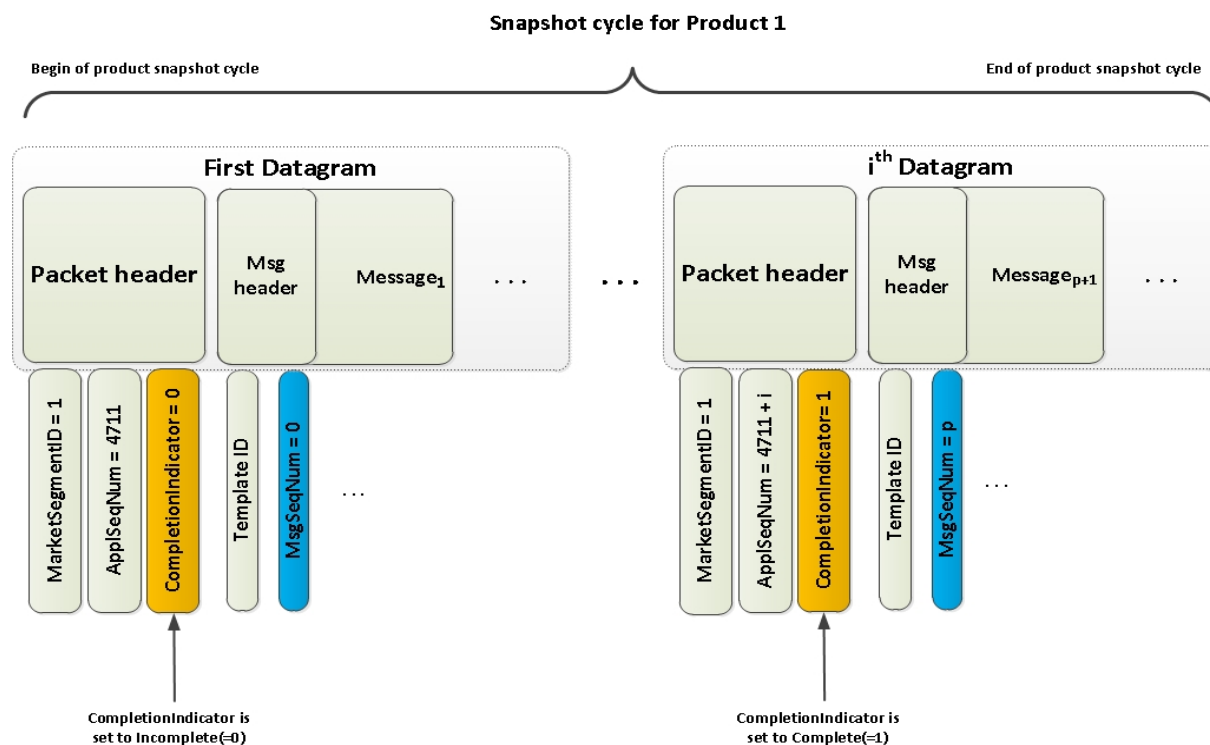 Snapshot cycle for Product 1
Begin of product snapshot cycle
End of product snapshot cycle
First Datagram
Packet header
Msg
header
Message1
. . .
MarketSegmentID = 1
ApplSeqNum = 4711
CompletionIndicator = 0
Template ID
MsgSeqNum = 0
...
CompletionIndicator is
set to Incomplete(=0)
. . .
ith Datagram
Packet header
Msg
header
Messagep+1
. . .
MarketSegmentID = 1
ApplSeqNum = 4711 + i
CompletionIndicator= 1
Template ID
MsgSeqNum = p
...
CompletionIndicator is
set to Complete(=1)